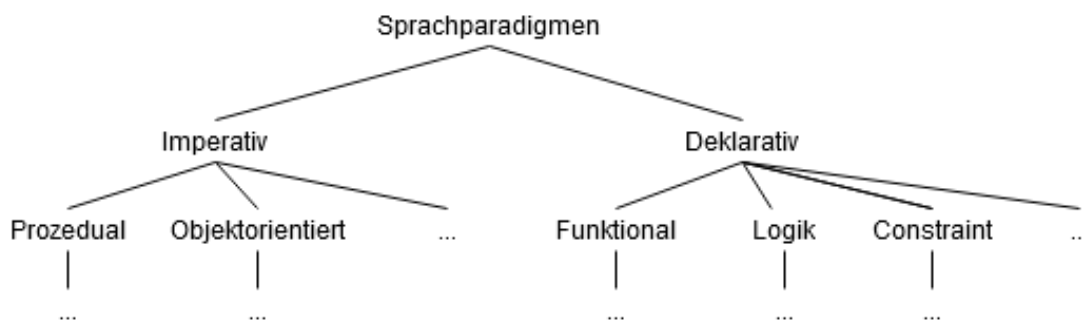 Sprachparadigmen
Imperativ Deklarativ
Prozedual Objektorientiert ... Funktional Logik Constraint ..
... ... ... ... ...